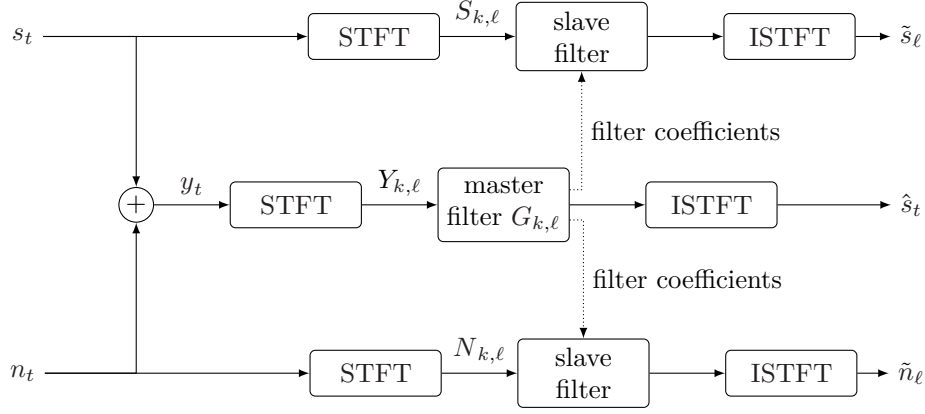 s_t STFT S_{k,ℓ} slave filter ISTFT s̃_ℓ
filter coefficients
+ y_t STFT Y_{k,ℓ} master filter G_{k,ℓ} ISTFT ŝ_t
filter coefficients
n_t STFT N_{k,ℓ} slave filter ISTFT ñ_ℓ